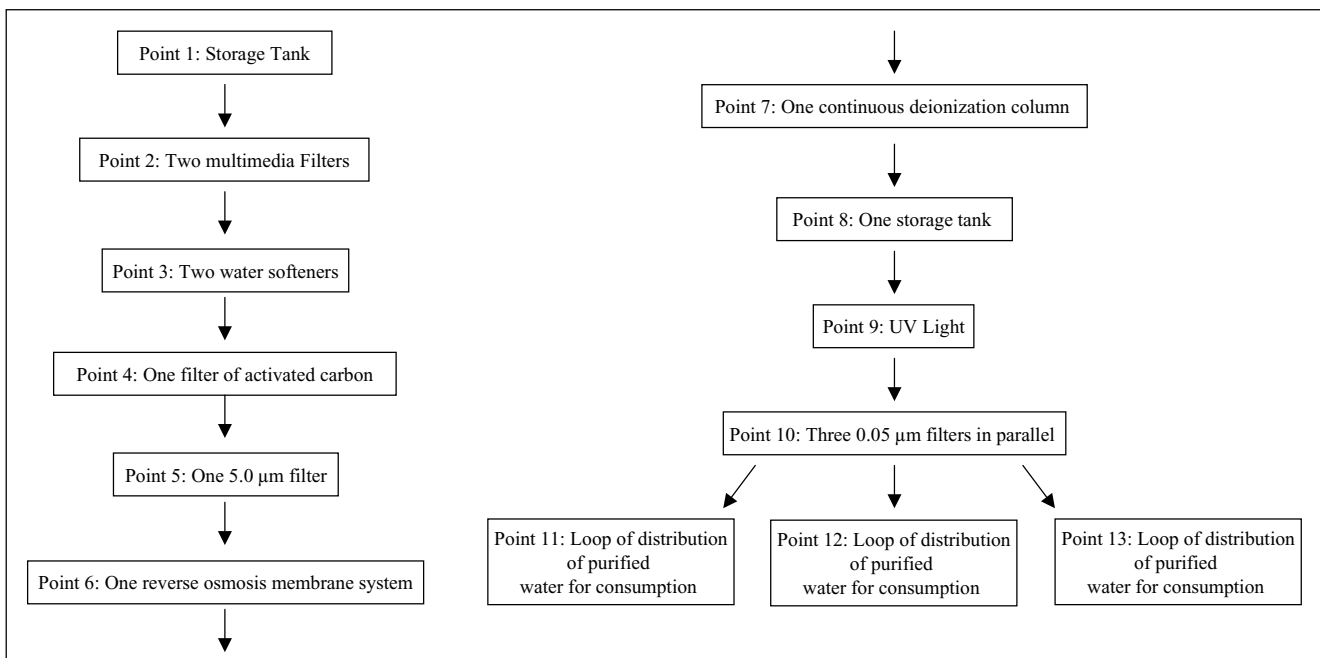 Point 1: Storage Tank
Point 2: Two multimedia Filters
Point 3: Two water softeners
Point 4: One filter of activated carbon
Point 5: One 5.0 µm filter
Point 6: One reverse osmosis membrane system
Point 7: One continuous deionization column
Point 8: One storage tank
Point 9: UV Light
Point 10: Three 0.05 µm filters in parallel
Point 11: Loop of distribution
of purified
water for consumption
Point 12: Loop of distribution
of purified
water for consumption
Point 13: Loop of distribution
of purified
water for consumption